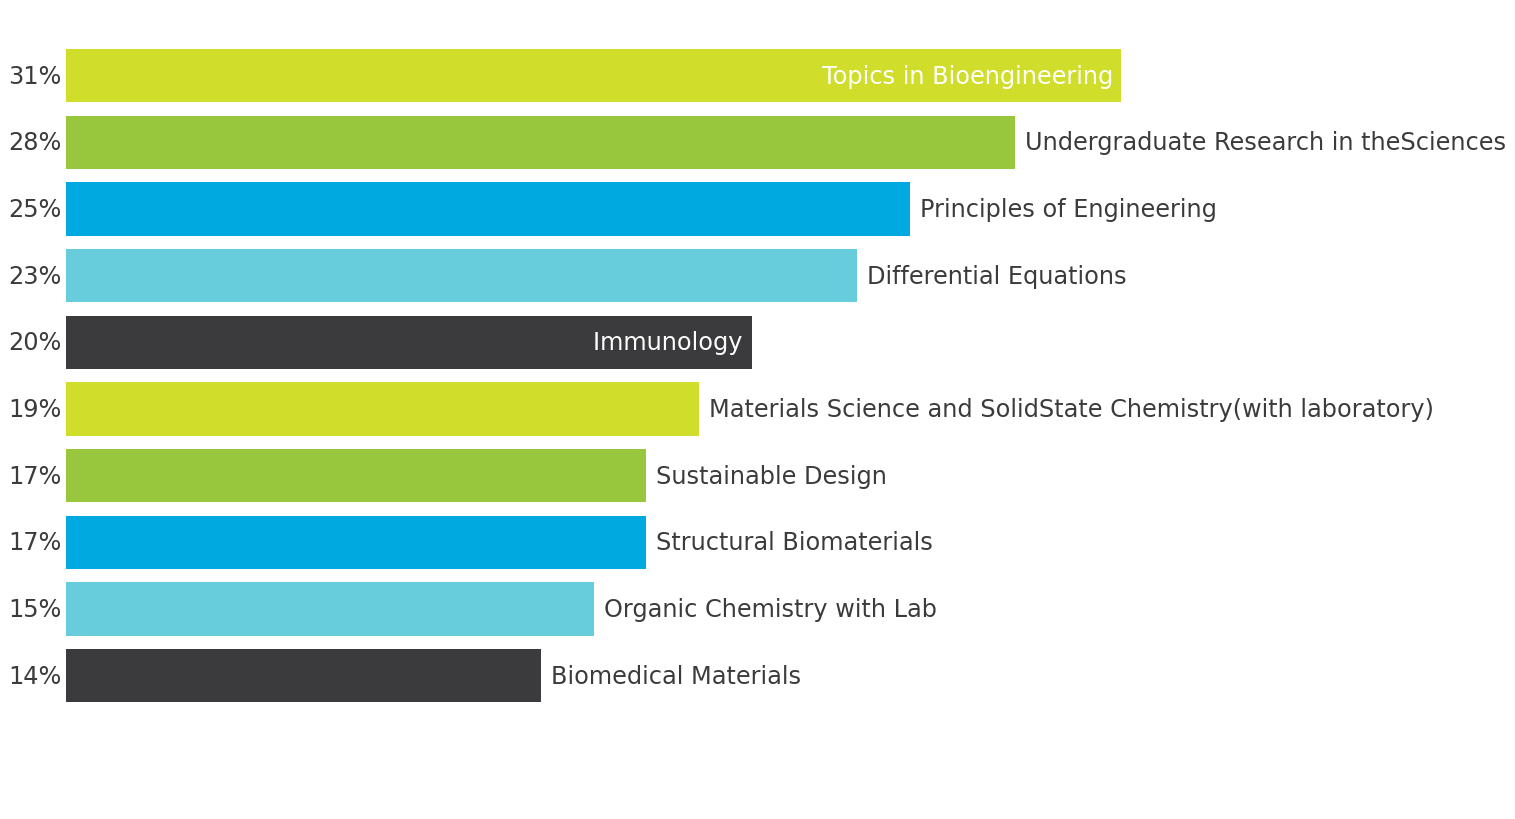 31% Topics in Bioengineering
28% Undergraduate Research in theSciences
25% Principles of Engineering
23% Differential Equations
20% Immunology
19% Materials Science and SolidState Chemistry(with laboratory)
17% Sustainable Design
17% Structural Biomaterials
15% Organic Chemistry with Lab
14% Biomedical Materials